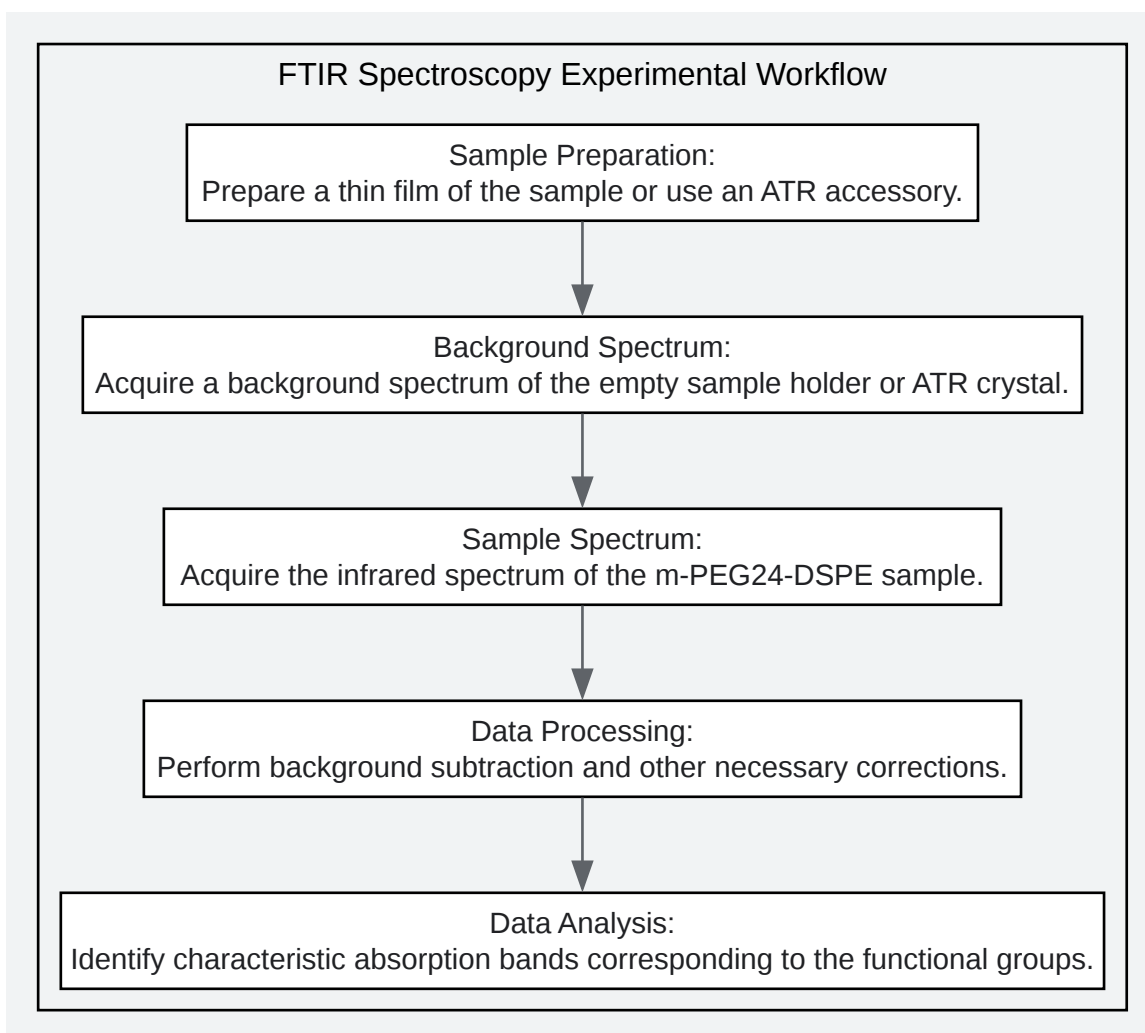 FTIR Spectroscopy Experimental Workflow
Sample Preparation:
Prepare a thin film of the sample or use an ATR accessory.
Background Spectrum:
Acquire a background spectrum of the empty sample holder or ATR crystal.
Sample Spectrum:
Acquire the infrared spectrum of the m-PEG24-DSPE sample.
Data Processing:
Perform background subtraction and other necessary corrections.
Data Analysis:
Identify characteristic absorption bands corresponding to the functional groups.